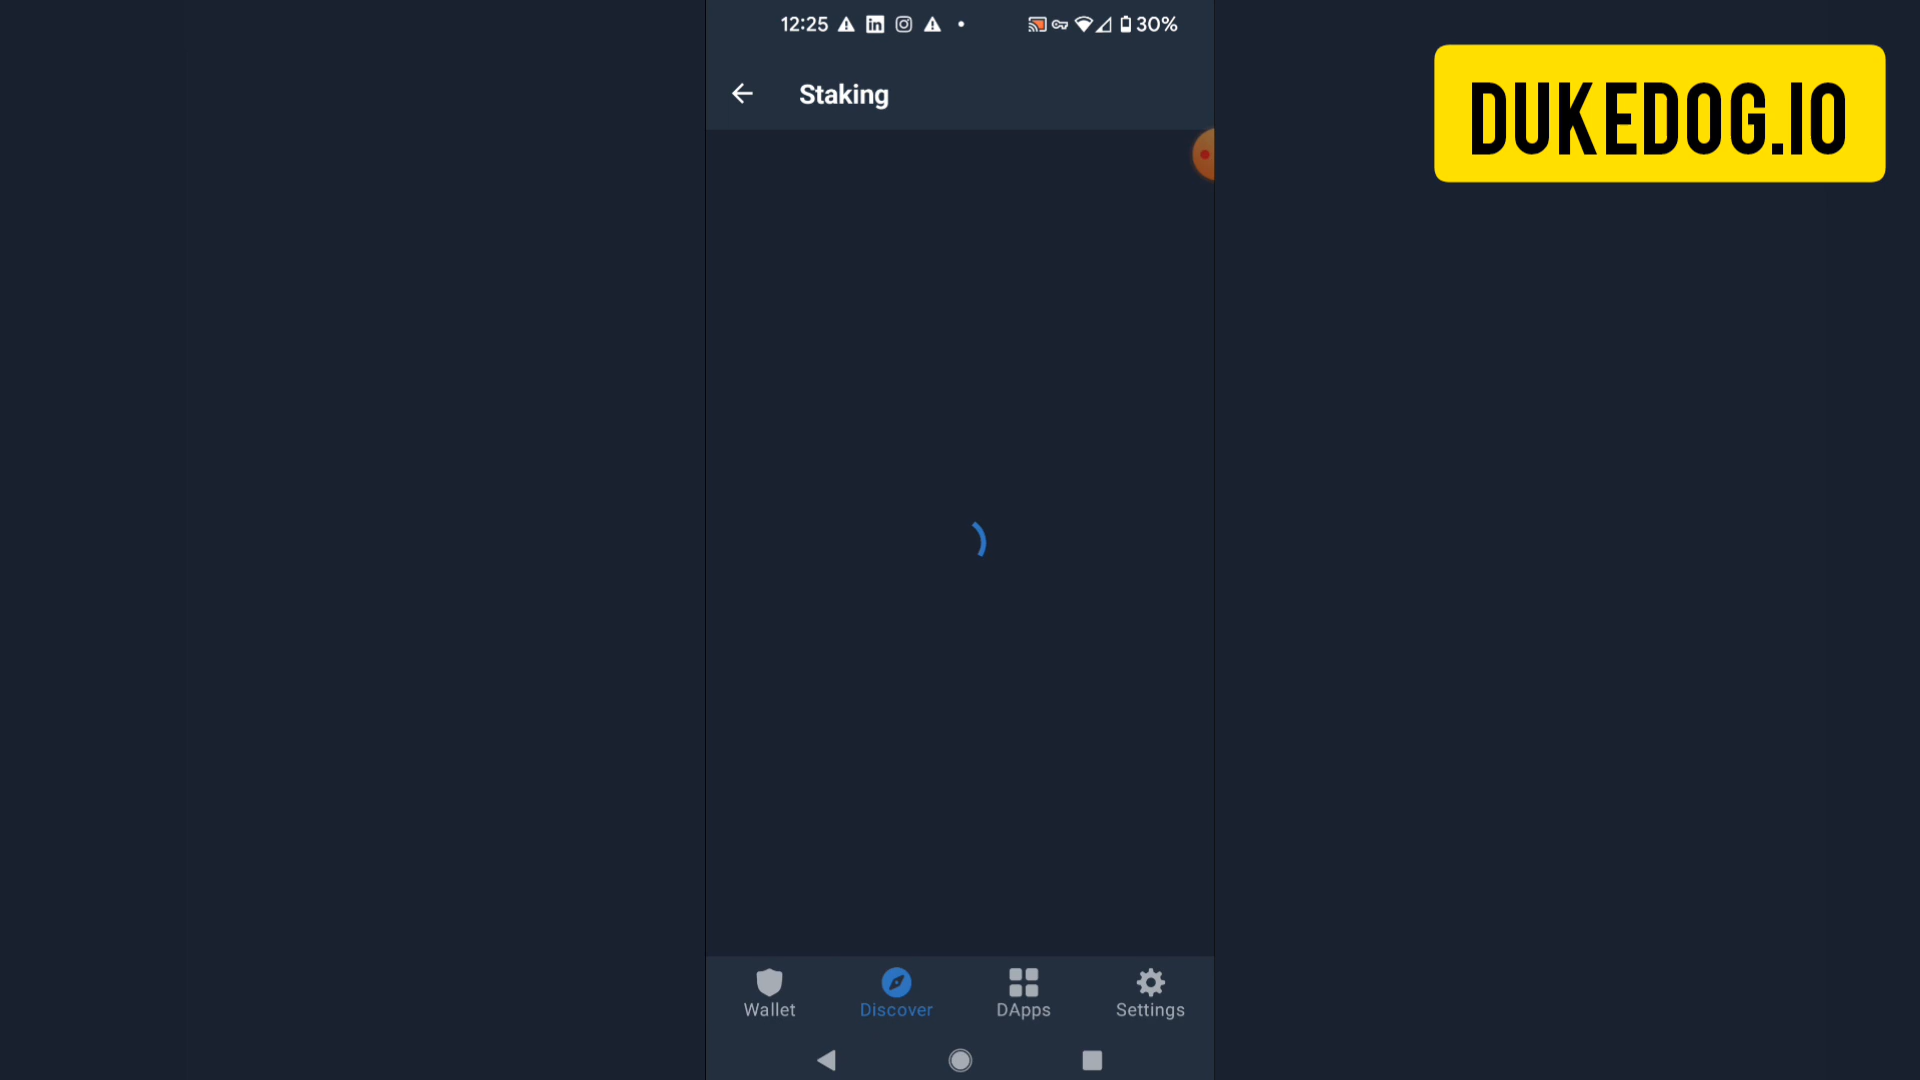 12:25
30%
Staking
DUKEDOG.IO
Wallet
Discover
DApps
Settings